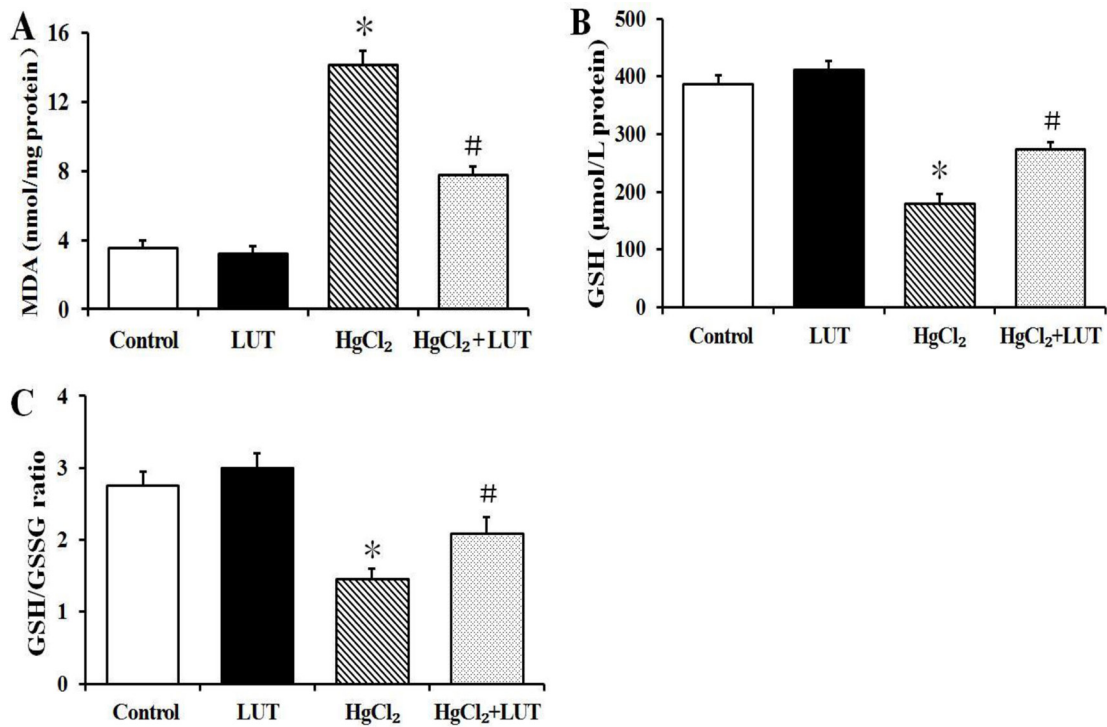 A
MDA (nmol/mg protein )
16
12
8
4
0
*
#
Control LUT HgCl₂ HgCl₂ + LUT
B
GSH (μmol/L protein)
500
400
300
200
100
0
*
#
Control LUT HgCl₂ HgCl₂+LUT
C
GSH/GSSG ratio
4
3
2
1
0
*
#
Control LUT HgCl₂ HgCl₂+LUT